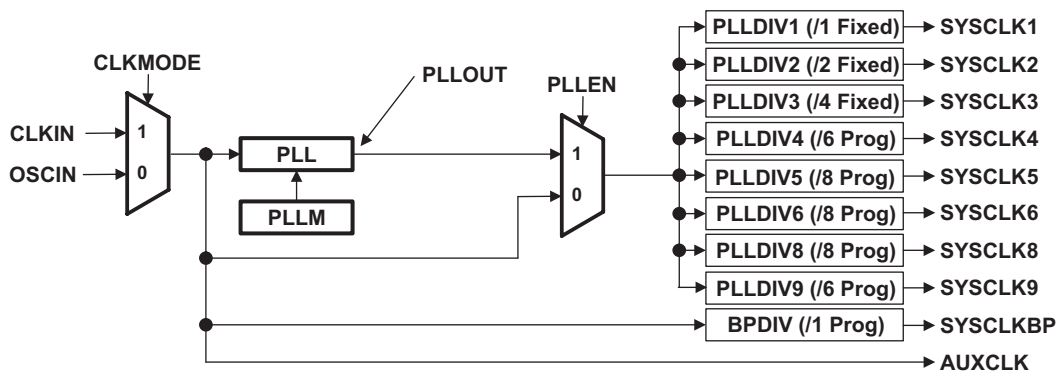 PLLDIV1 (/1 Fixed) SYSCLK1
CLKMODE
PLLOUT
PLLEN
PLLDIV2 (/2 Fixed) SYSCLK2
PLLDIV3 (/4 Fixed) SYSCLK3
CLKIN
1
PLL
1
PLLDIV4 (/6 Prog) SYSCLK4
OSCIN
0
PLLDIV5 (/8 Prog) SYSCLK5
PLLM
0
PLLDIV6 (/8 Prog) SYSCLK6
PLLDIV8 (/8 Prog) SYSCLK8
PLLDIV9 (/6 Prog) SYSCLK9
BPDIV (/1 Prog) SYSCLKBP
AUXCLK